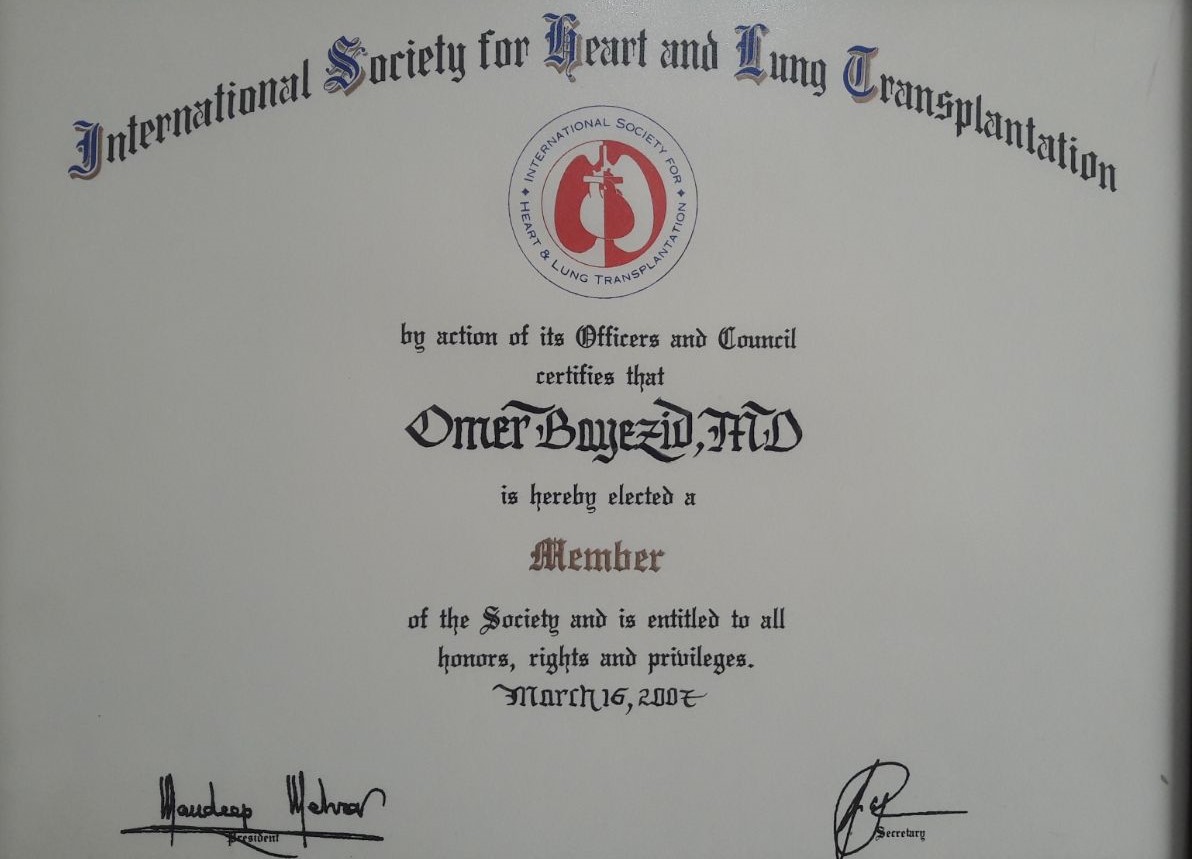 International Society for Heart and Lung Transplantation
INTERNATIONAL SOCIETY FOR
HEART & LUNG TRANSPLANTATION
by action of its Officers and Council
certifies that
Omer Bayezid, MD
is hereby elected a
Member
of the Society and is entitled to all
honors, rights and privileges.
March 16, 2007
Mandeep Mehra
President
Secretary